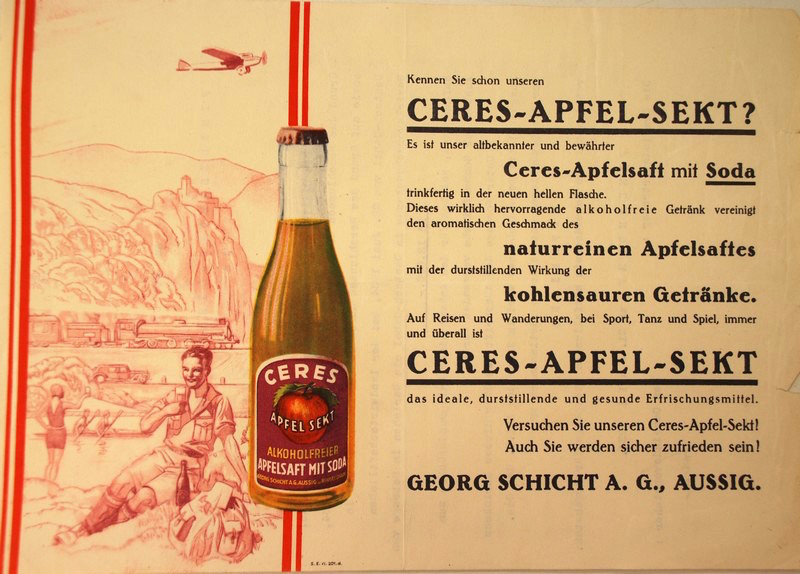 CERES
APFEL SEKT
ALKOHOLFREIER
APFELSAFT MIT SODA
GEORG SCHICHT A.G. AUSSIG
Kennen Sie schon unseren
CERES-APFEL-SEKT?
Es ist unser altbekannter und bewährter
Ceres-Apfelsaft mit Soda
trinkfertig in der neuen hellen Flasche.
Dieses wirklich hervorragende alkoholfreie Getränk vereinigt
den aromatischen Geschmack des
naturreinen Apfelsaftes
mit der durststillenden Wirkung der
kohlensauren Getränke.
Auf Reisen und Wanderungen, bei Sport, Tanz und Spiel, immer
und überall ist
CERES-APFEL-SEKT
das ideale, durststillende und gesunde Erfrischungsmittel.
Versuchen Sie unseren Ceres-Apfel-Sekt!
Auch Sie werden sicher zufrieden sein!
GEORG SCHICHT A. G., AUSSIG.